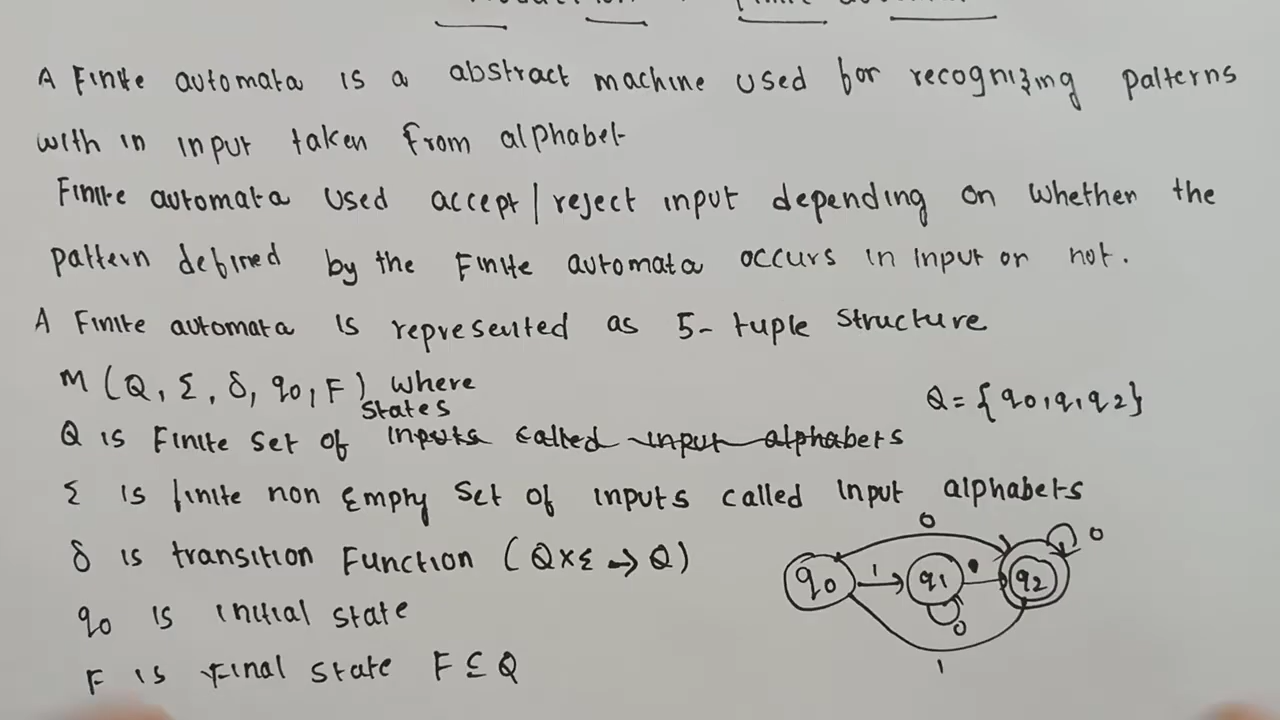 A Finite automata is a abstract machine used for recognizing patterns
with in input taken from alphabet
Finite automata used accept | reject input depending on whether the
pattern defined by the Finite automata occurs in input or not.
A Finite automata is represented as 5- tuple structure
M (Q, Σ, δ, q0, F) where
states
Q = {q0, q1 q2}
Q is Finite set of inputs called input alphabets
Σ is finite non Empty Set of inputs called Input alphabets
0
0
δ is transition Function (Q×Σ → Q)
q0 1 q1 q2
0
q0 is initial state
1
F is Final state F ⊆ Q